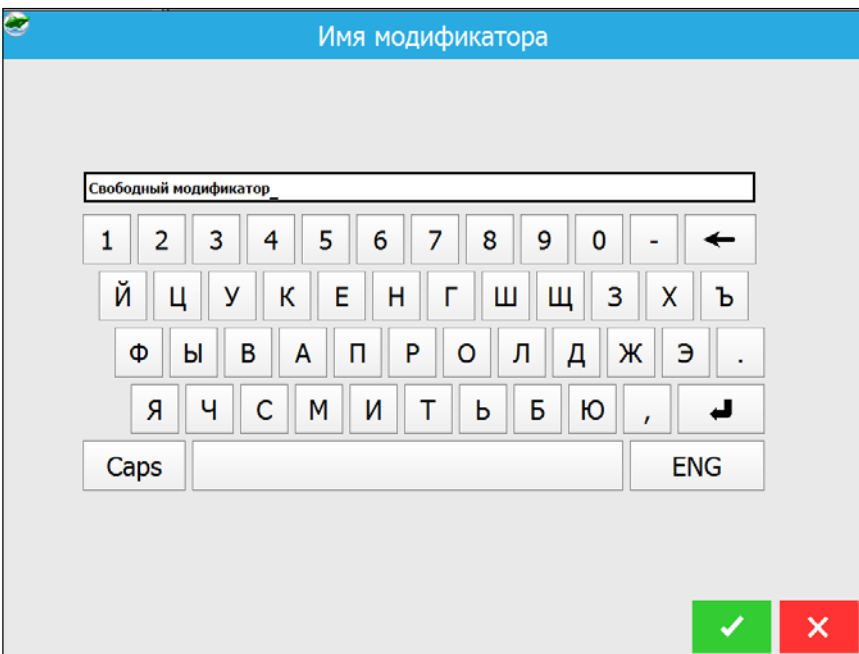 Имя модификатора
Свободный модификатор_
1 2 3 4 5 6 7 8 9 0 -
Й Ц У К Е Н Г Ш Щ З Х Ъ
Ф Ы В А П Р О Л Д Ж Э .
Я Ч С М И Т Ь Б Ю ,
Caps ENG